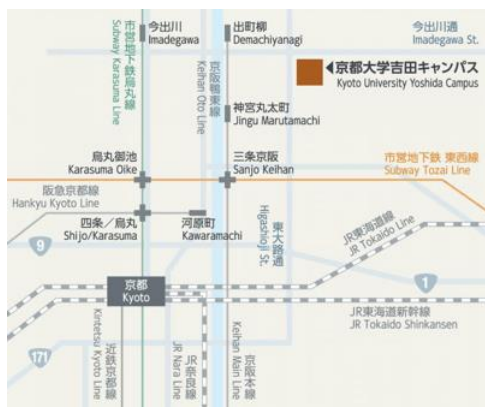 市営地下鉄烏丸線
Subway Karasuma Line
今出川
Imadegawa
京阪鴨東線
Keihan Oto Line
出町柳
Demachiyanagi
今出川通
Imadegawa St.
京都大学吉田キャンパス
Kyoto University Yoshida Campus
神宮丸太町
Jingu Marutamachi
烏丸御池
Karasuma Oike
三条京阪
Sanjo Keihan
市営地下鉄 東西線
Subway Tozai Line
阪急京都線
Hankyu Kyoto Line
四条/烏丸
Shijo/Karasuma
河原町
Kawaramachi
東大路通
Higashioji St.
JR東海道線
JR Tokaido Line
9
1
京都
Kyoto
JR東海道新幹線
JR Tokaido Shinkansen
171
近鉄京都線
Kintetsu Kyoto Line
JR奈良線
JR Nara Line
京阪本線
Keihan Main Line